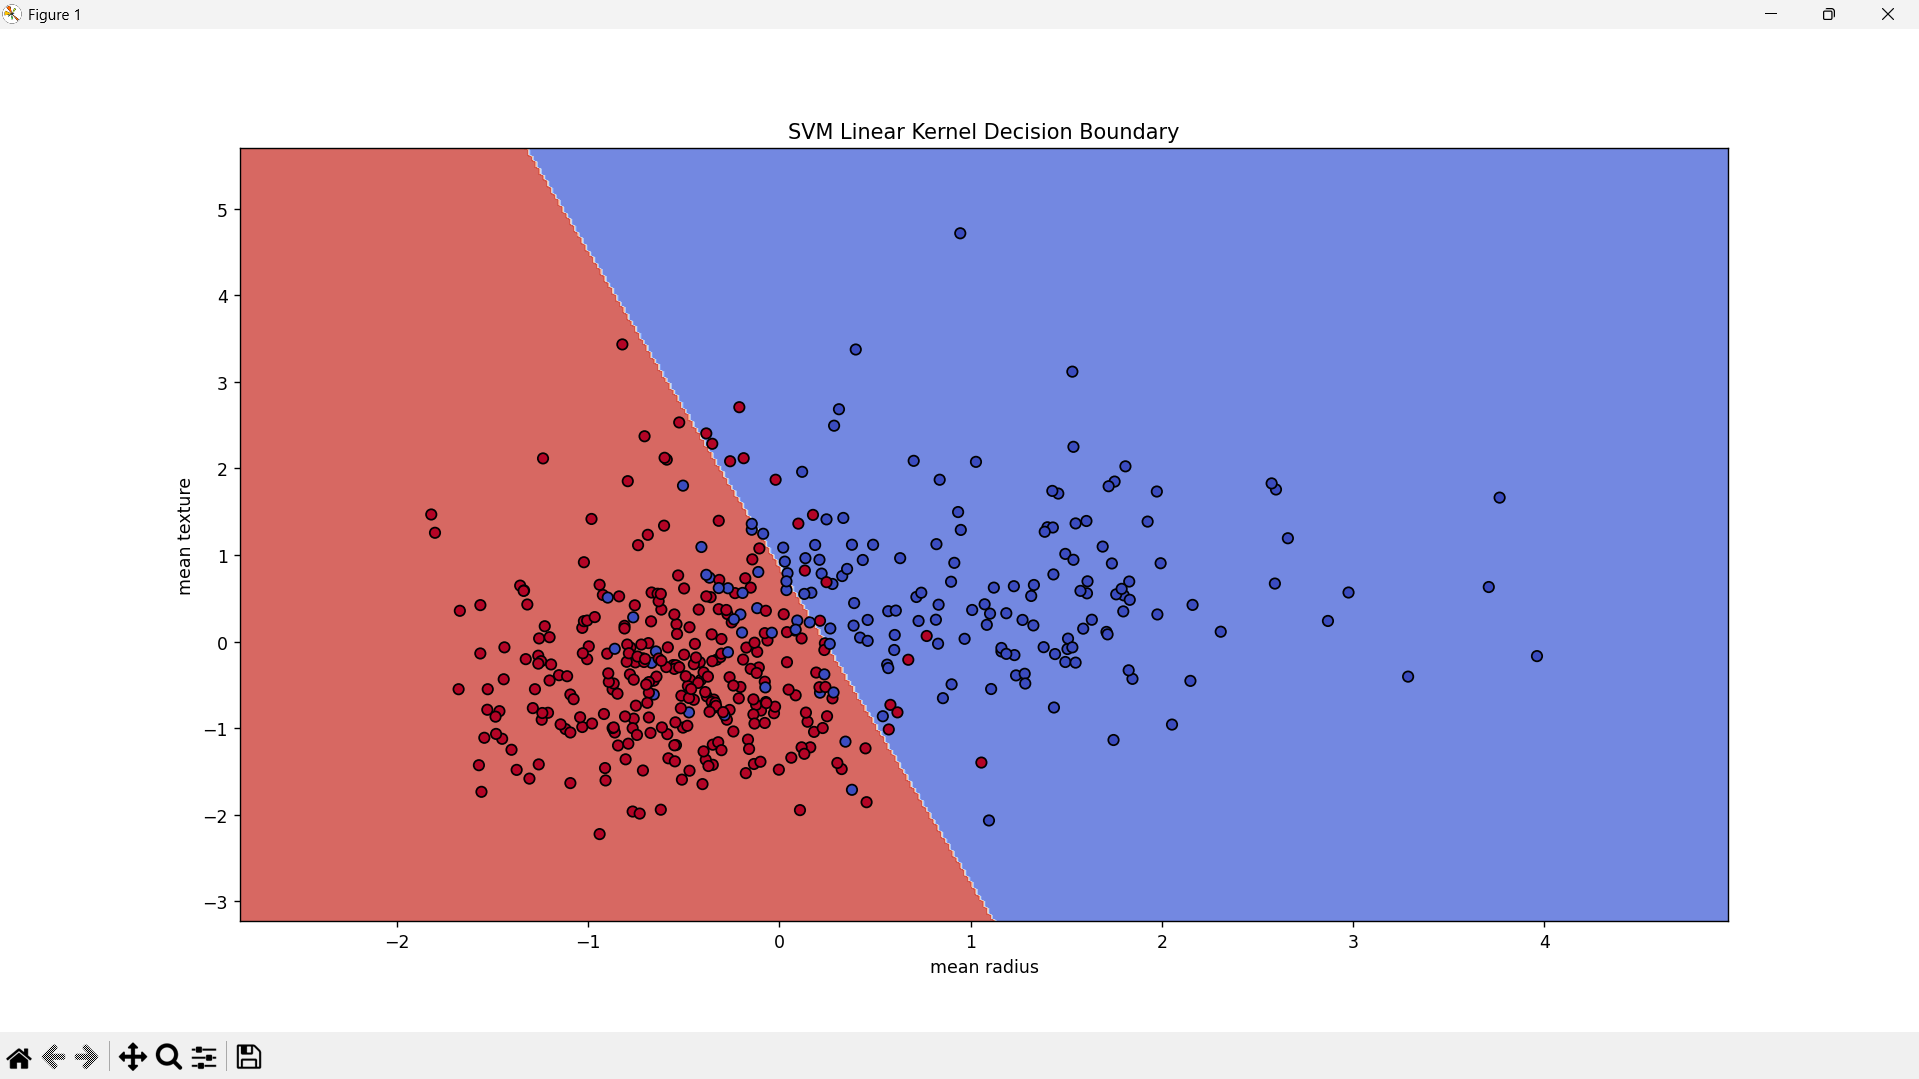 Figure 1
SVM Linear Kernel Decision Boundary
5
4
3
2
1
0
−1
−2
−3
mean texture
−2 −1 0 1 2 3 4
mean radius